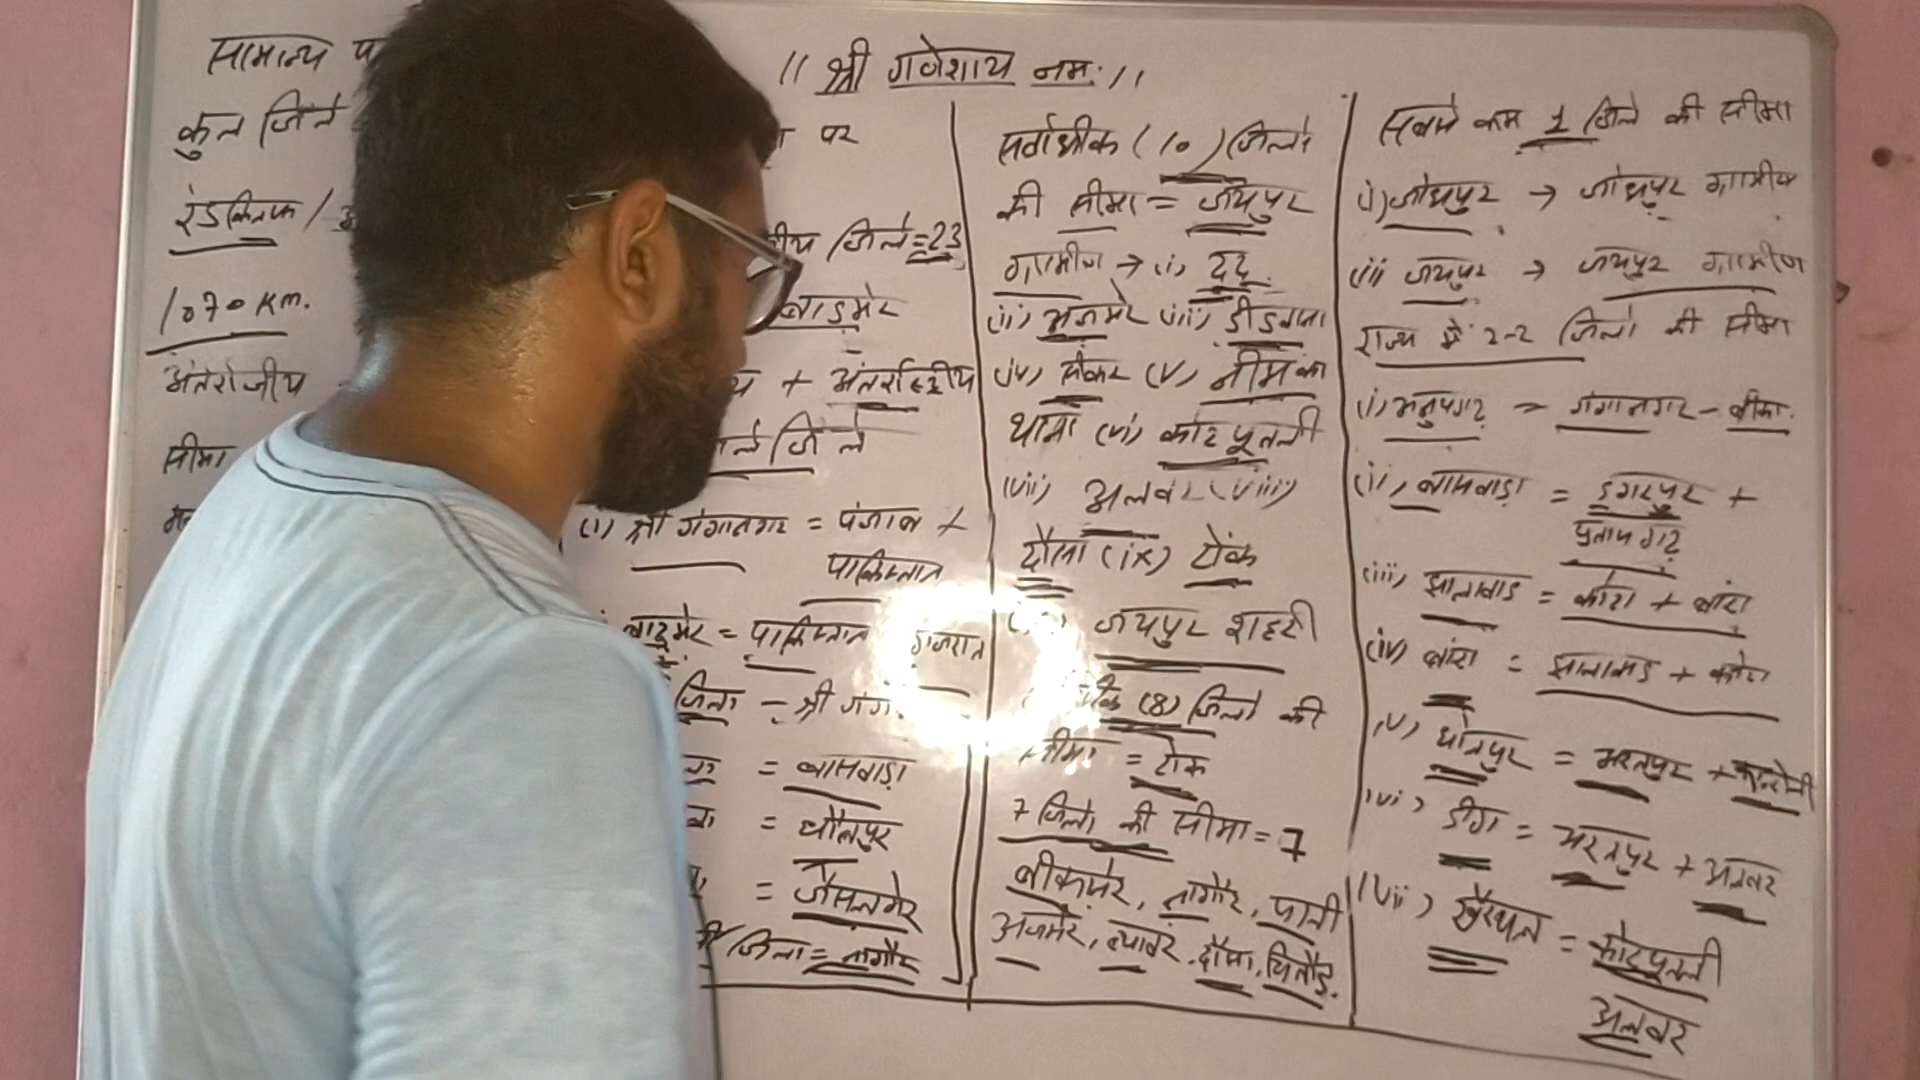 // श्री गणेशाय नमः //
सामान्य
कुल जिले
पर
रेडक्लिफ /
जिले = 23
1070 Km.
बाडमेर
अंतर्राजीय
+ अंतर्राष्ट्रीय
सीमा
जिले
(i) श्री गंगानगर = पंजाब +
पाकिस्तान
बाड़मेर = पाकिस्तान गुजरात
जिला - श्री गंगा
= बासवाड़ा
= धौलपुर
= जैसलमेर
जिला = नागौर
सर्वाधीक (10) जिलो
की सीमा = जयपुर
ग्रामीण → (i) दूदू
(ii) अजमेर (iii) डीडवाना
(iv) सीकर (v) नीम का
थाना (vi) कोटपूतली
(vii) अलवर (viii)
दौसा (ix) टोंक
जयपुर शहरी
(8) जिलो की
सीमा = टोंक
7 जिलो की सीमा = 7
बीकानेर, नागौर, पाली
अजमेर, ब्यावर, दौसा, चितौड़.
सबसे कम 1 जिले की सीमा
(i) जोधपुर → जोधपुर ग्रामीण
(ii) जयपुर → जयपुर ग्रामीण
राज्य में 2-2 जिलो की सीमा
(i) अनुपगढ़ = गंगानगर - बीका.
(ii) बासवाड़ा = डुगरपुर +
प्रतापगढ़
(iii) झालावाड = कोटा + बांरा
(iv) बांरा = झालावाड + कोटा
(v) धोलपुर = भरतपुर + करोली
(vi) डीग = भरतपुर + अलवर
(vii) खैरथल = कोटपूतली
अलवर